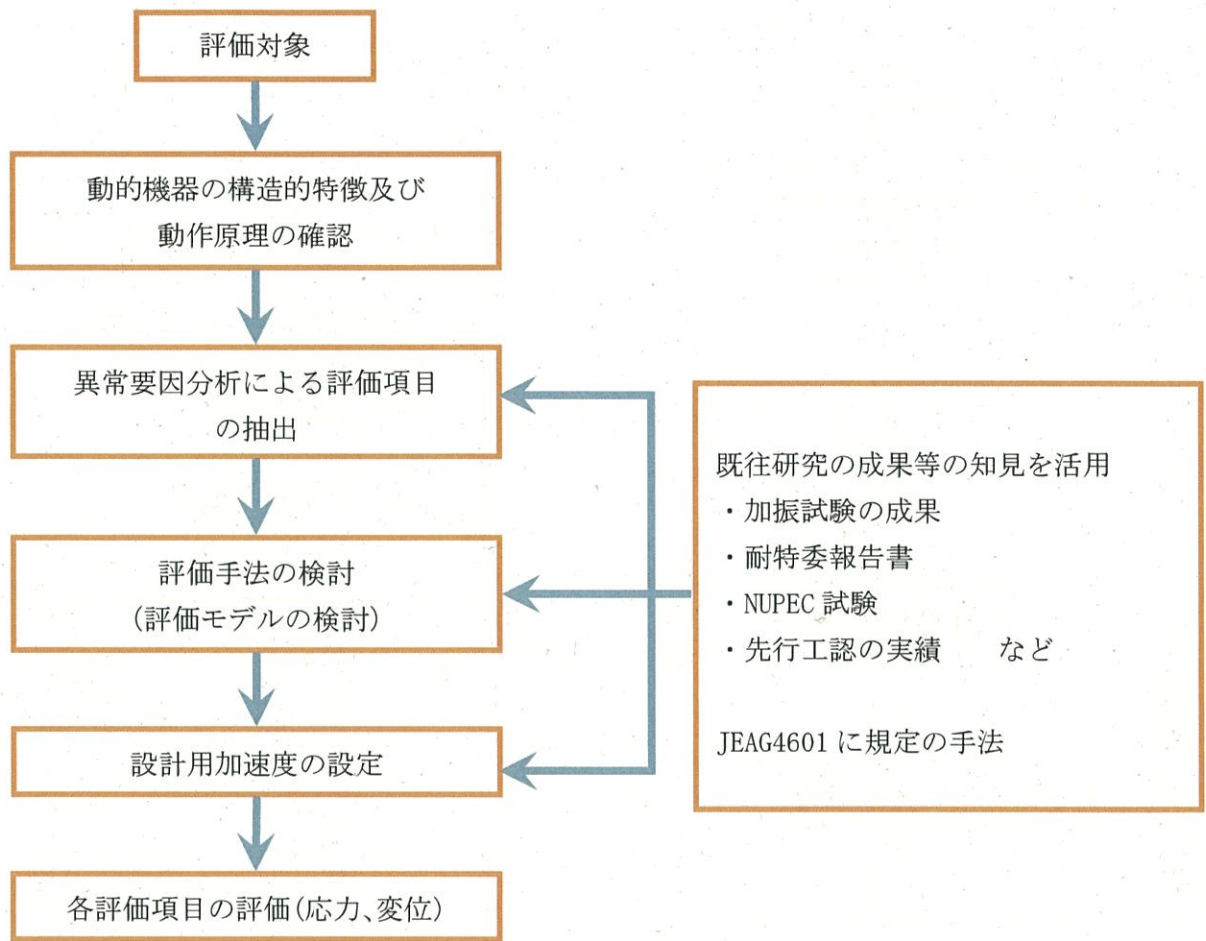 評価対象
動的機器の構造的特徴及び
動作原理の確認
異常要因分析による評価項目
の抽出
評価手法の検討
(評価モデルの検討)
設計用加速度の設定
各評価項目の評価(応力、変位)
既往研究の成果等の知見を活用
・加振試験の成果
・耐特委報告書
・NUPEC 試験
・先行工認の実績　　など
JEAG4601 に規定の手法